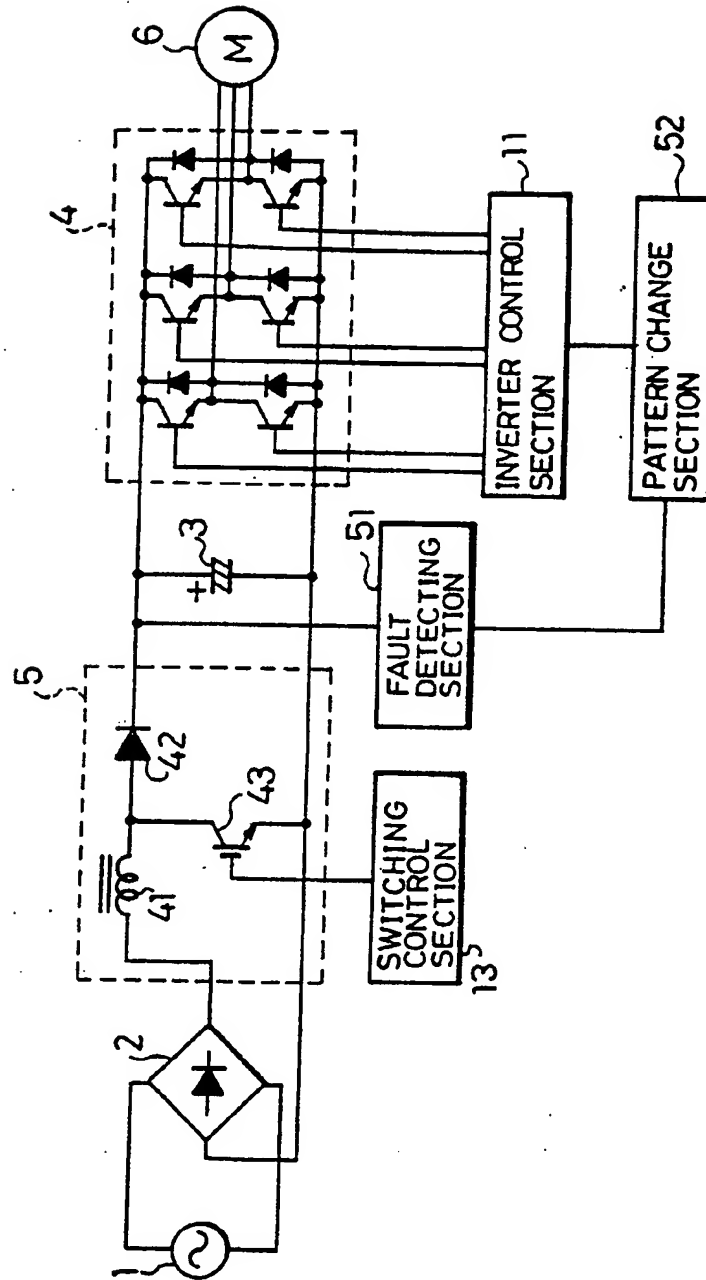 1
2
5
41
42
43
3
+
4
6
M
SWITCHING
CONTROL
SECTION
13
FAULT
DETECTING
SECTION
51
INVERTER CONTROL
SECTION
11
PATTERN CHANGE
SECTION
52